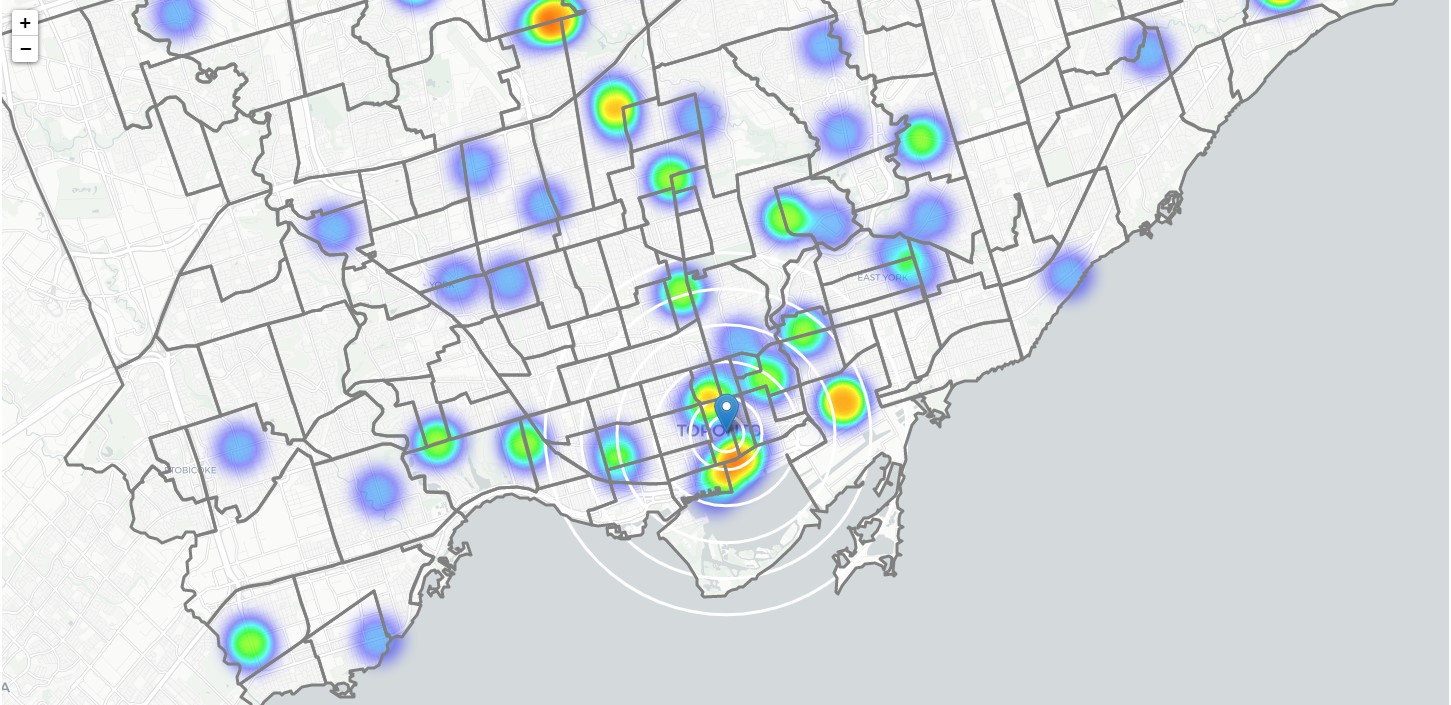 +
−
YORK
EAST YORK
TORONTO
ETOBICOKE
A